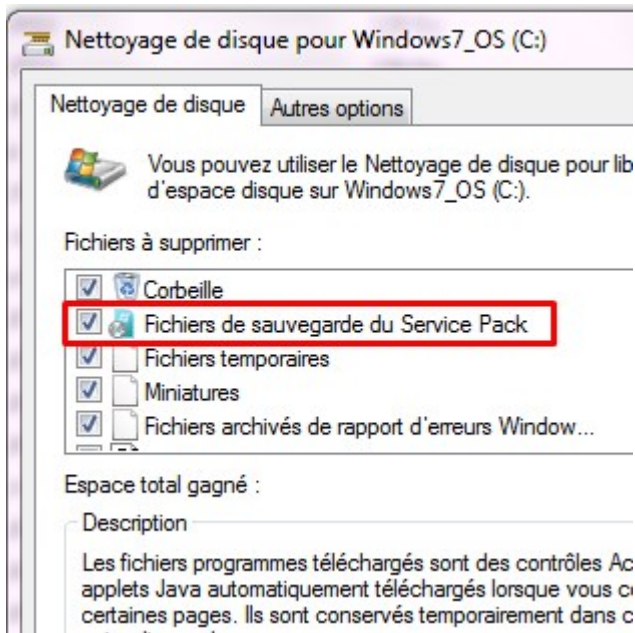 Nettoyage de disque pour Windows7_OS (C:)
Nettoyage de disque
Autres options
Vous pouvez utiliser le Nettoyage de disque pour lib
d'espace disque sur Windows7_OS (C:).
Fichiers à supprimer :
Corbeille
Fichiers de sauvegarde du Service Pack
Fichiers temporaires
Miniatures
Fichiers archivés de rapport d'erreurs Window...
Espace total gagné :
Description
Les fichiers programmes téléchargés sont des contrôles Ac
applets Java automatiquement téléchargés lorsque vous c
certaines pages. Ils sont conservés temporairement dans c